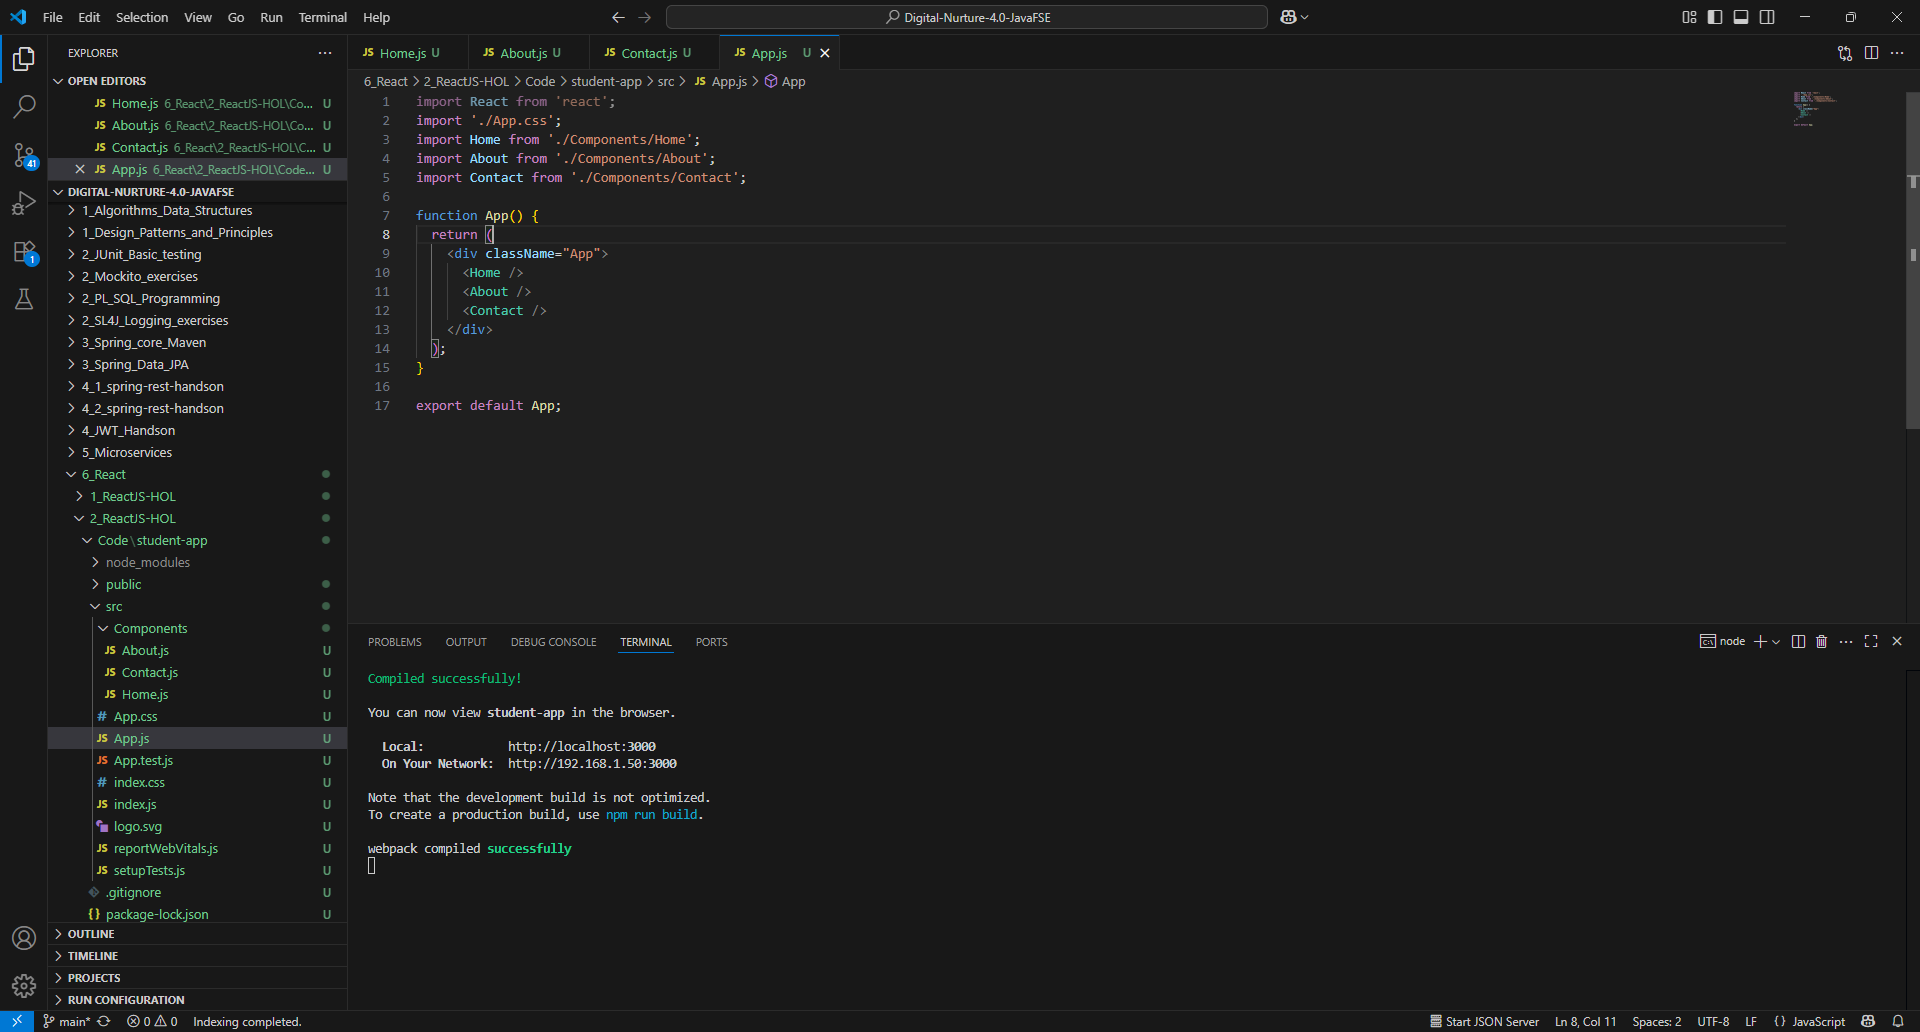 File Edit Selection View Go Run Terminal Help
Digital-Nurture-4.0-JavaFSE
EXPLORER
OPEN EDITORS
JS Home.js 6_React\2_ReactJS-HOL\Co... U
JS About.js 6_React\2_ReactJS-HOL\Co... U
JS Contact.js 6_React\2_ReactJS-HOL\C... U
JS App.js 6_React\2_ReactJS-HOL\Code... U
DIGITAL-NURTURE-4.0-JAVAFSE
1_Algorithms_Data_Structures
1_Design_Patterns_and_Principles
2_JUnit_Basic_testing
2_Mockito_exercises
2_PL_SQL_Programming
2_SL4J_Logging_exercises
3_Spring_core_Maven
3_Spring_Data_JPA
4_1_spring-rest-handson
4_2_spring-rest-handson
4_JWT_Handson
5_Microservices
6_React
1_ReactJS-HOL
2_ReactJS-HOL
Code\student-app
node_modules
public
src
Components
JS About.js U
JS Contact.js U
JS Home.js U
# App.css U
JS App.js U
JS App.test.js U
# index.css U
JS index.js U
logo.svg U
JS reportWebVitals.js U
JS setupTests.js U
.gitignore U
{} package-lock.json U
OUTLINE
TIMELINE
PROJECTS
RUN CONFIGURATION
41
1
JS Home.js U JS About.js U JS Contact.js U JS App.js U
6_React > 2_ReactJS-HOL > Code > student-app > src > JS App.js > App
1 import React from 'react';
2 import './App.css';
3 import Home from './Components/Home';
4 import About from './Components/About';
5 import Contact from './Components/Contact';
6
7 function App() {
8 return (
9 <div className="App">
10 <Home />
11 <About />
12 <Contact />
13 </div>
14 );
15 }
16
17 export default App;
PROBLEMS OUTPUT DEBUG CONSOLE TERMINAL PORTS
node
Compiled successfully!
You can now view student-app in the browser.
Local: http://localhost:3000
On Your Network: http://192.168.1.50:3000
Note that the development build is not optimized.
To create a production build, use npm run build.
webpack compiled successfully
main* 0 0 Indexing completed.
Start JSON Server Ln 8, Col 11 Spaces: 2 UTF-8 LF {} JavaScript